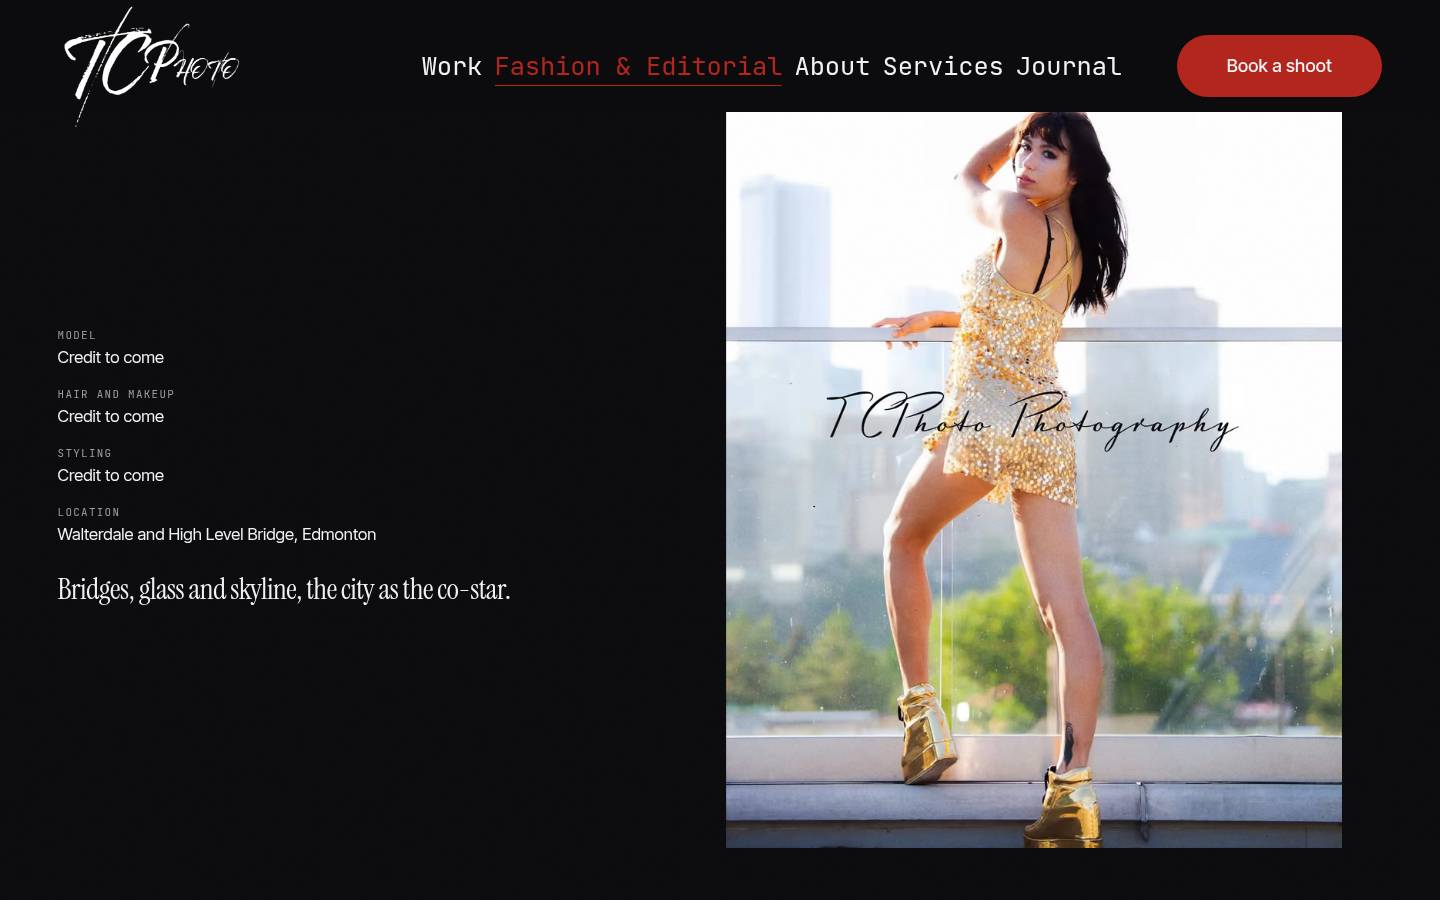 TCPHOTO
Work Fashion & Editorial About Services Journal
Book a shoot
MODEL
Credit to come
HAIR AND MAKEUP
Credit to come
STYLING
Credit to come
LOCATION
Walterdale and High Level Bridge, Edmonton
Bridges, glass and skyline, the city as the co-star.
TCPhoto Photography